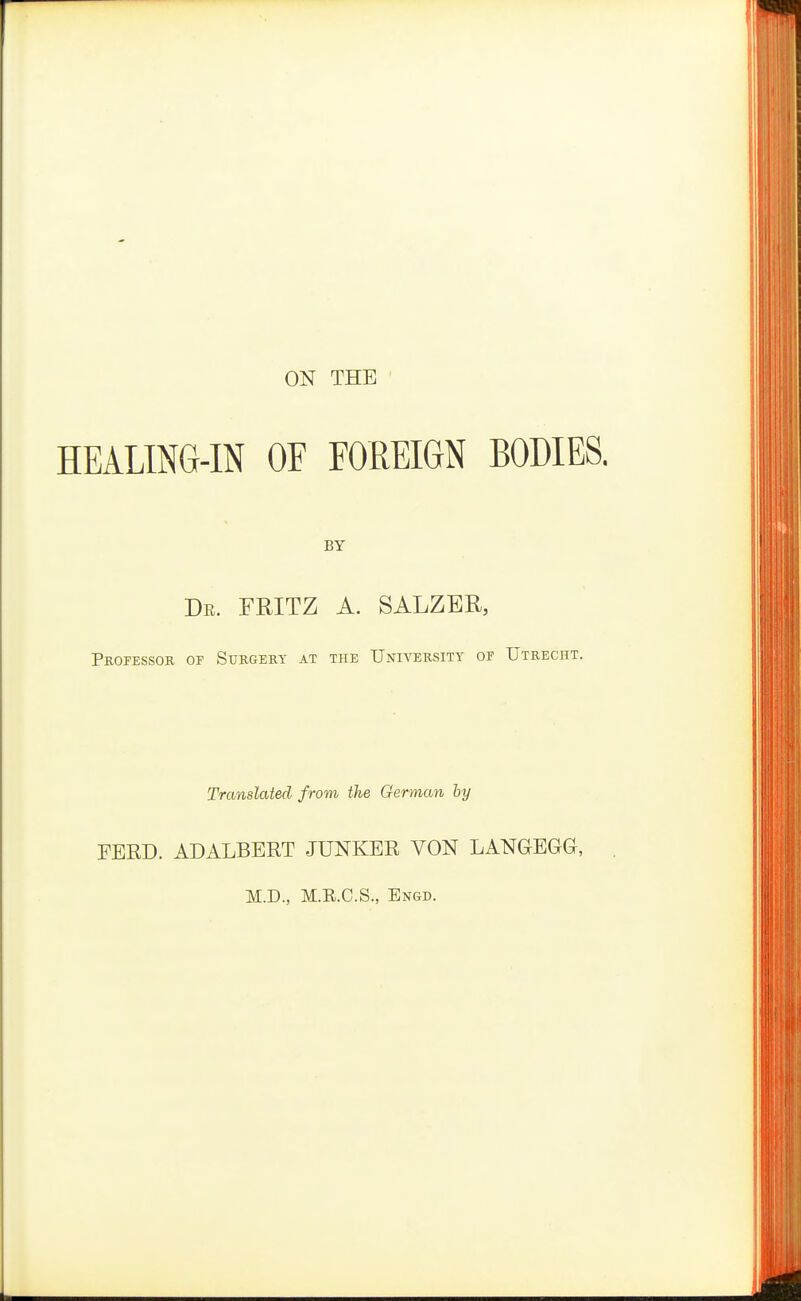 ON THE
HEALING-IN OF FOREIGN BODIES.
BY
DR. FRITZ A. SALZER,
PROFESSOR OF SURGERY AT THE UNIVERSITY OF UTRECHT.
Translated from the German by
FERD. ADALBERT JUNKER VON LANGEGG,
M.D., M.R.C.S., ENGD.